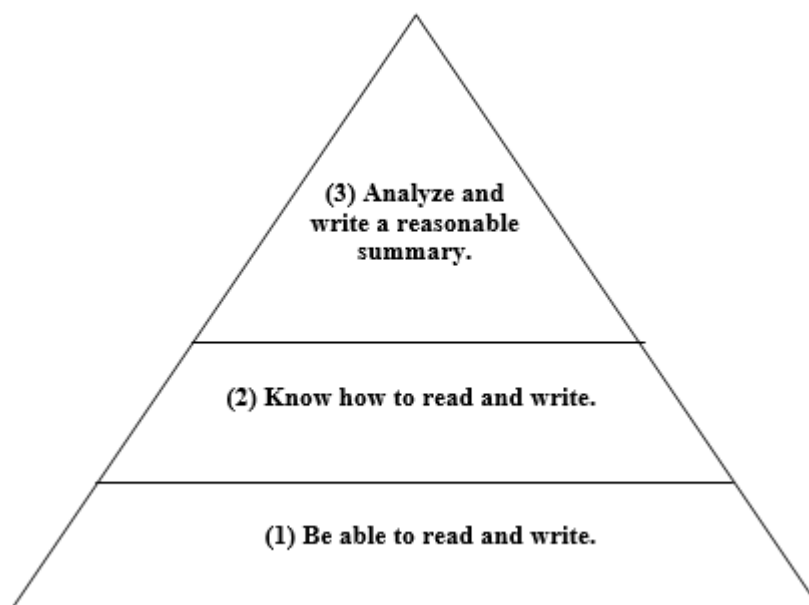 (3) Analyze and
write a reasonable
summary.
(2) Know how to read and write.
(1) Be able to read and write.